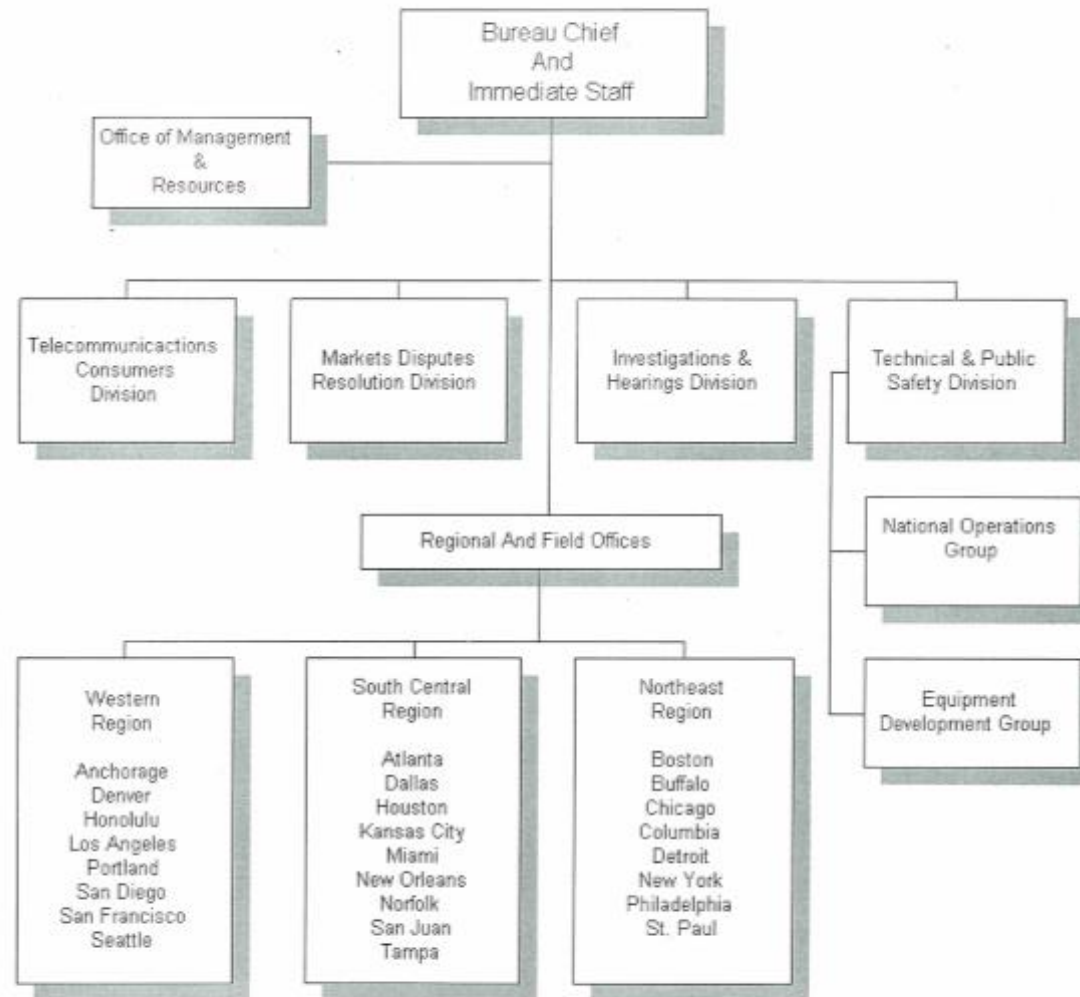 Bureau Chief
And
Immediate Staff
Office of Management
&
Resources
Telecommunicactions
Consumers
Division
Markets Disputes
Resolution Division
Investigations &
Hearings Division
Technical & Public
Safety Division
National Operations
Group
Equipment
Development Group
Regional And Field Offices
Western
Region
Anchorage
Denver
Honolulu
Los Angeles
Portland
San Diego
San Francisco
Seattle
South Central
Region
Atlanta
Dallas
Houston
Kansas City
Miami
New Orleans
Norfolk
San Juan
Tampa
Northeast
Region
Boston
Buffalo
Chicago
Columbia
Detroit
New York
Philadelphia
St. Paul